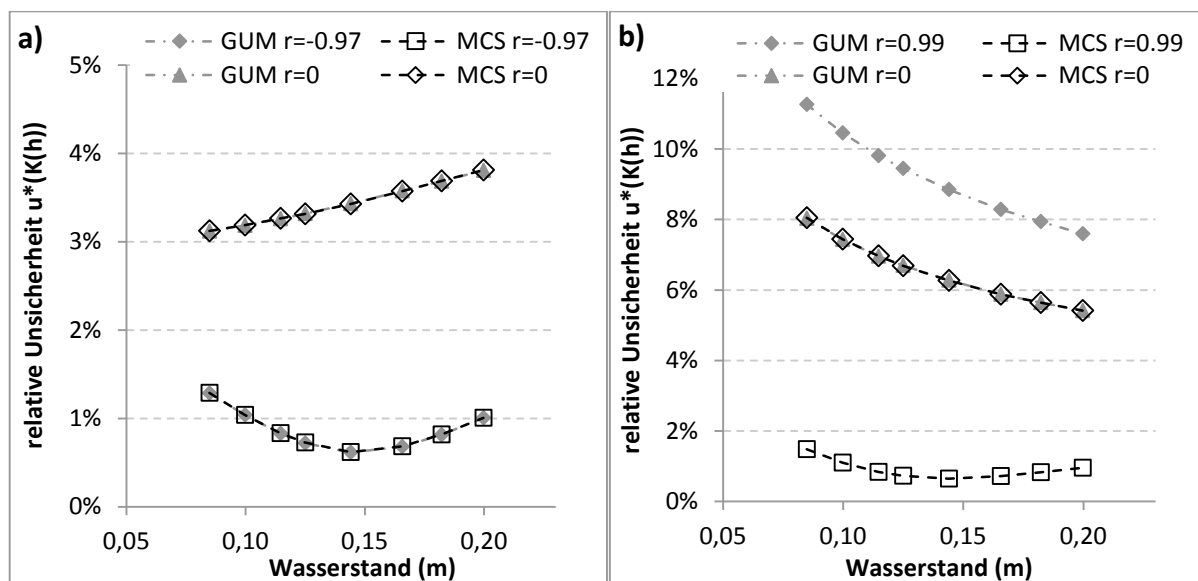 a)
GUM r=-0.97 MCS r=-0.97
GUM r=0 MCS r=0
relative Unsicherheit u*(K(h))
5%
4%
3%
2%
1%
0%
0,05 0,10 0,15 0,20
Wasserstand (m)
b)
GUM r=0.99 MCS r=0.99
GUM r=0 MCS r=0
relative Unsicherheit u*(K(h))
12%
10%
8%
6%
4%
2%
0%
0,05 0,10 0,15 0,20
Wasserstand (m)